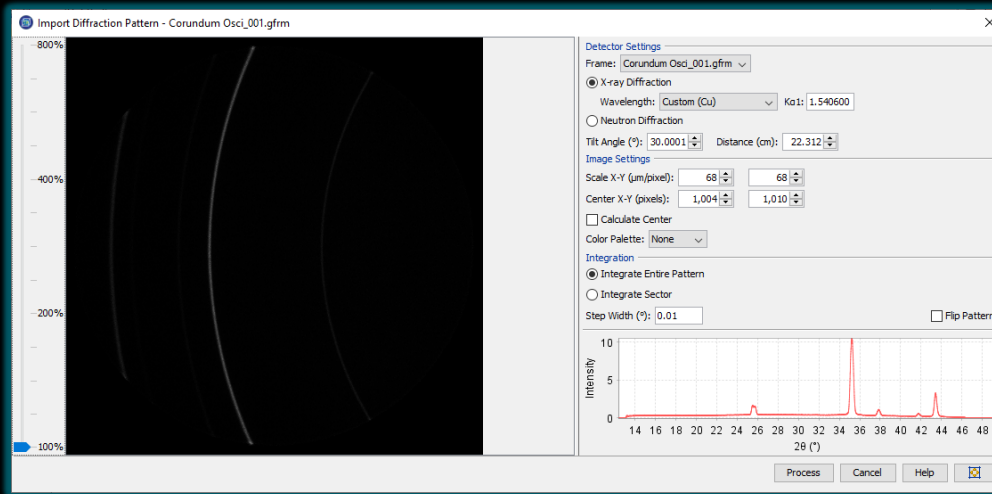 Import Diffraction Pattern - Corundum Osci_001.gfrm
800%
400%
200%
100%
Detector Settings
Frame: Corundum Osci_001.gfrm
X-ray Diffraction
Wavelength: Custom (Cu) Kα1: 1.540600
Neutron Diffraction
Tilt Angle (°): 30.0001 Distance (cm): 22.312
Image Settings
Scale X-Y (µm/pixel): 68 68
Center X-Y (pixels): 1,004 1,010
Calculate Center
Color Palette: None
Integration
Integrate Entire Pattern
Integrate Sector
Step Width (°): 0.01 Flip Pattern
Intensity
10
5
0
14 16 18 20 22 24 26 28 30 32 34 36 38 40 42 44 46 48
2θ (°)
Process Cancel Help